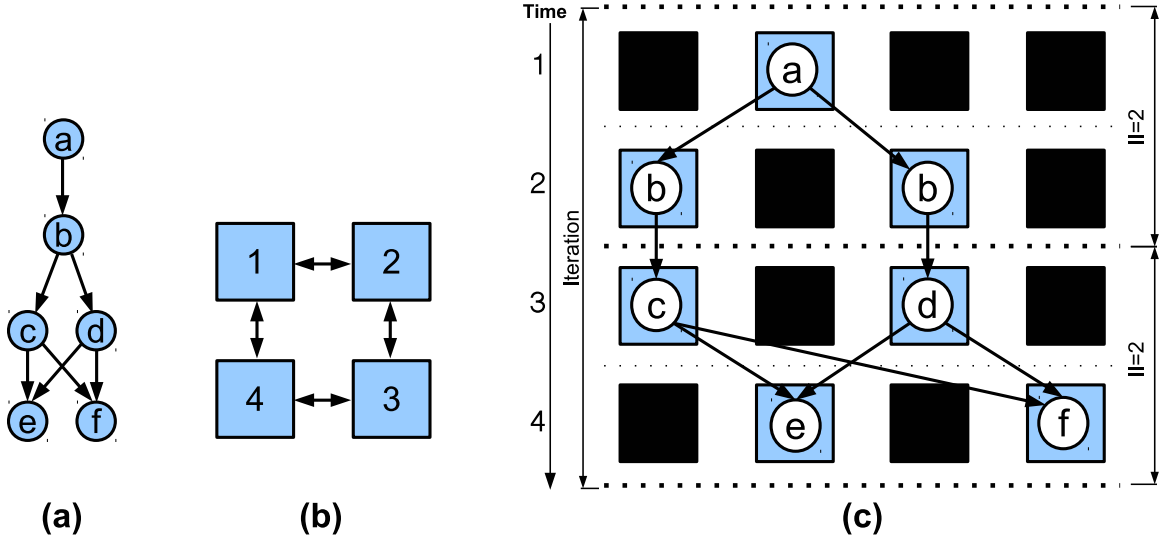 a
b
c d
e f
(a)
1 2
4 3
(b)
Time
1
2
3
4
Iteration
a
b b
c d
e f
II=2
II=2
(c)